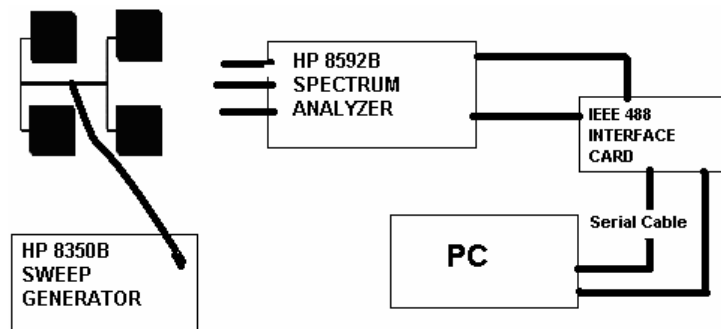 HP 8592B
SPECTRUM
ANALYZER
IEEE 488
INTERFACE
CARD
Serial Cable
HP 8350B
SWEEP
GENERATOR
PC